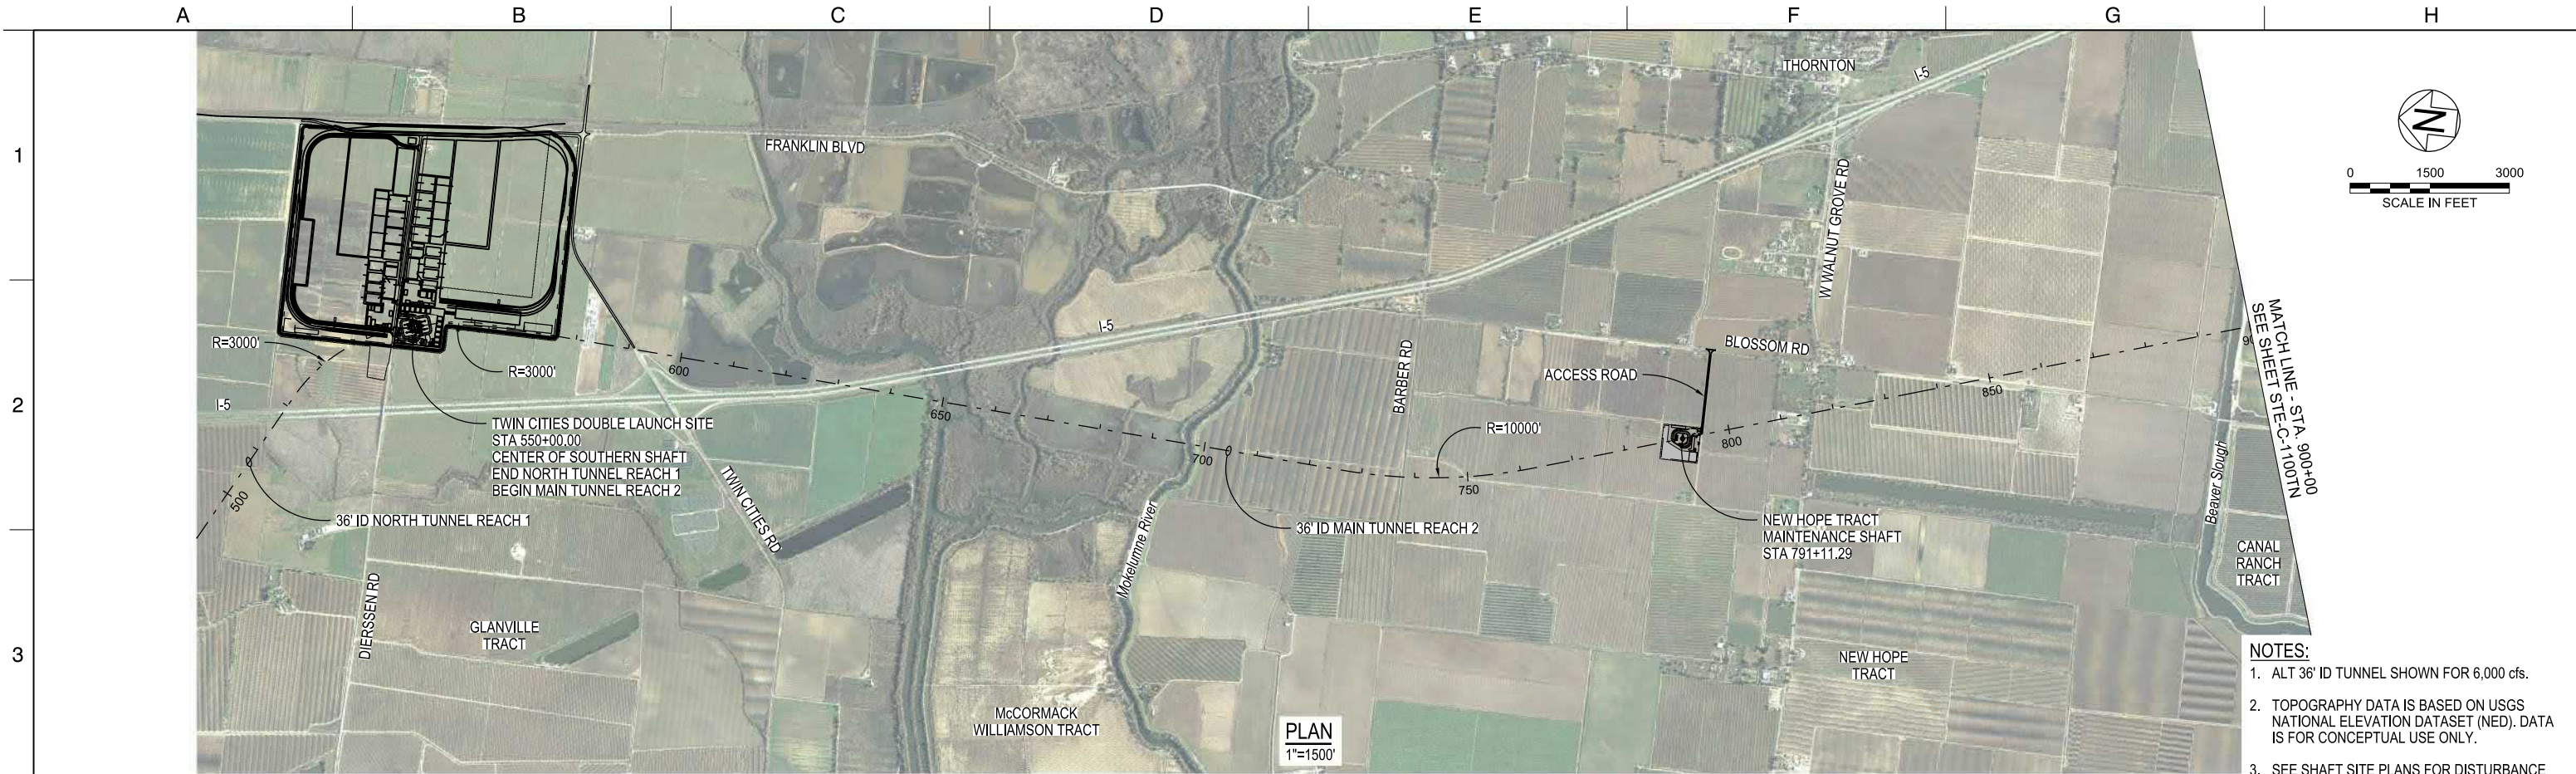 A
B
C
D
E
F
G
H
1
2
3
THORNTON
I-5
FRANKLIN BLVD
N
0 1500 3000
SCALE IN FEET
W WALNUT GROVE RD
MATCH LINE - STA. 900+00
SEE SHEET STE-C-1100TN
R=3000'
R=3000'
600
I-5
I-5
BARBER RD
BLOSSOM RD
ACCESS ROAD
850
650
TWIN CITIES DOUBLE LAUNCH SITE
STA 550+00.00
CENTER OF SOUTHERN SHAFT
END NORTH TUNNEL REACH 1
BEGIN MAIN TUNNEL REACH 2
R=10000'
800
700
750
500
TWIN CITIES RD
36' ID NORTH TUNNEL REACH 1
36' ID MAIN TUNNEL REACH 2
NEW HOPE TRACT
MAINTENANCE SHAFT
STA 791+11.29
Beaver Slough
Mokelumne River
CANAL
RANCH
TRACT
DIERSSEN RD
GLANVILLE
TRACT
NEW HOPE
TRACT
McCORMACK
WILLIAMSON TRACT
PLAN
1"=1500'
NOTES:
1. ALT 36' ID TUNNEL SHOWN FOR 6,000 cfs.
2. TOPOGRAPHY DATA IS BASED ON USGS
NATIONAL ELEVATION DATASET (NED). DATA
IS FOR CONCEPTUAL USE ONLY.
3. SEE SHAFT SITE PLANS FOR DISTURBANCE